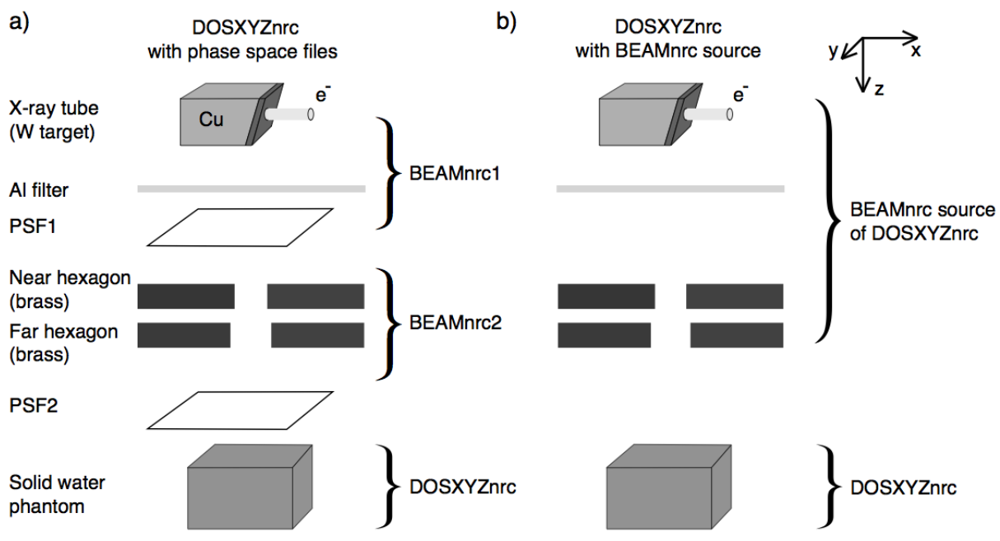 a)
DOSXYZnrc
with phase space files
b)
DOSXYZnrc
with BEAMnrc source
y
x
z
X-ray tube
(W target)
Cu
e-
e-
BEAMnrc1
Al filter
PSF1
BEAMnrc source
of DOSXYZnrc
Near hexagon
(brass)
Far hexagon
(brass)
BEAMnrc2
PSF2
Solid water
phantom
DOSXYZnrc
DOSXYZnrc